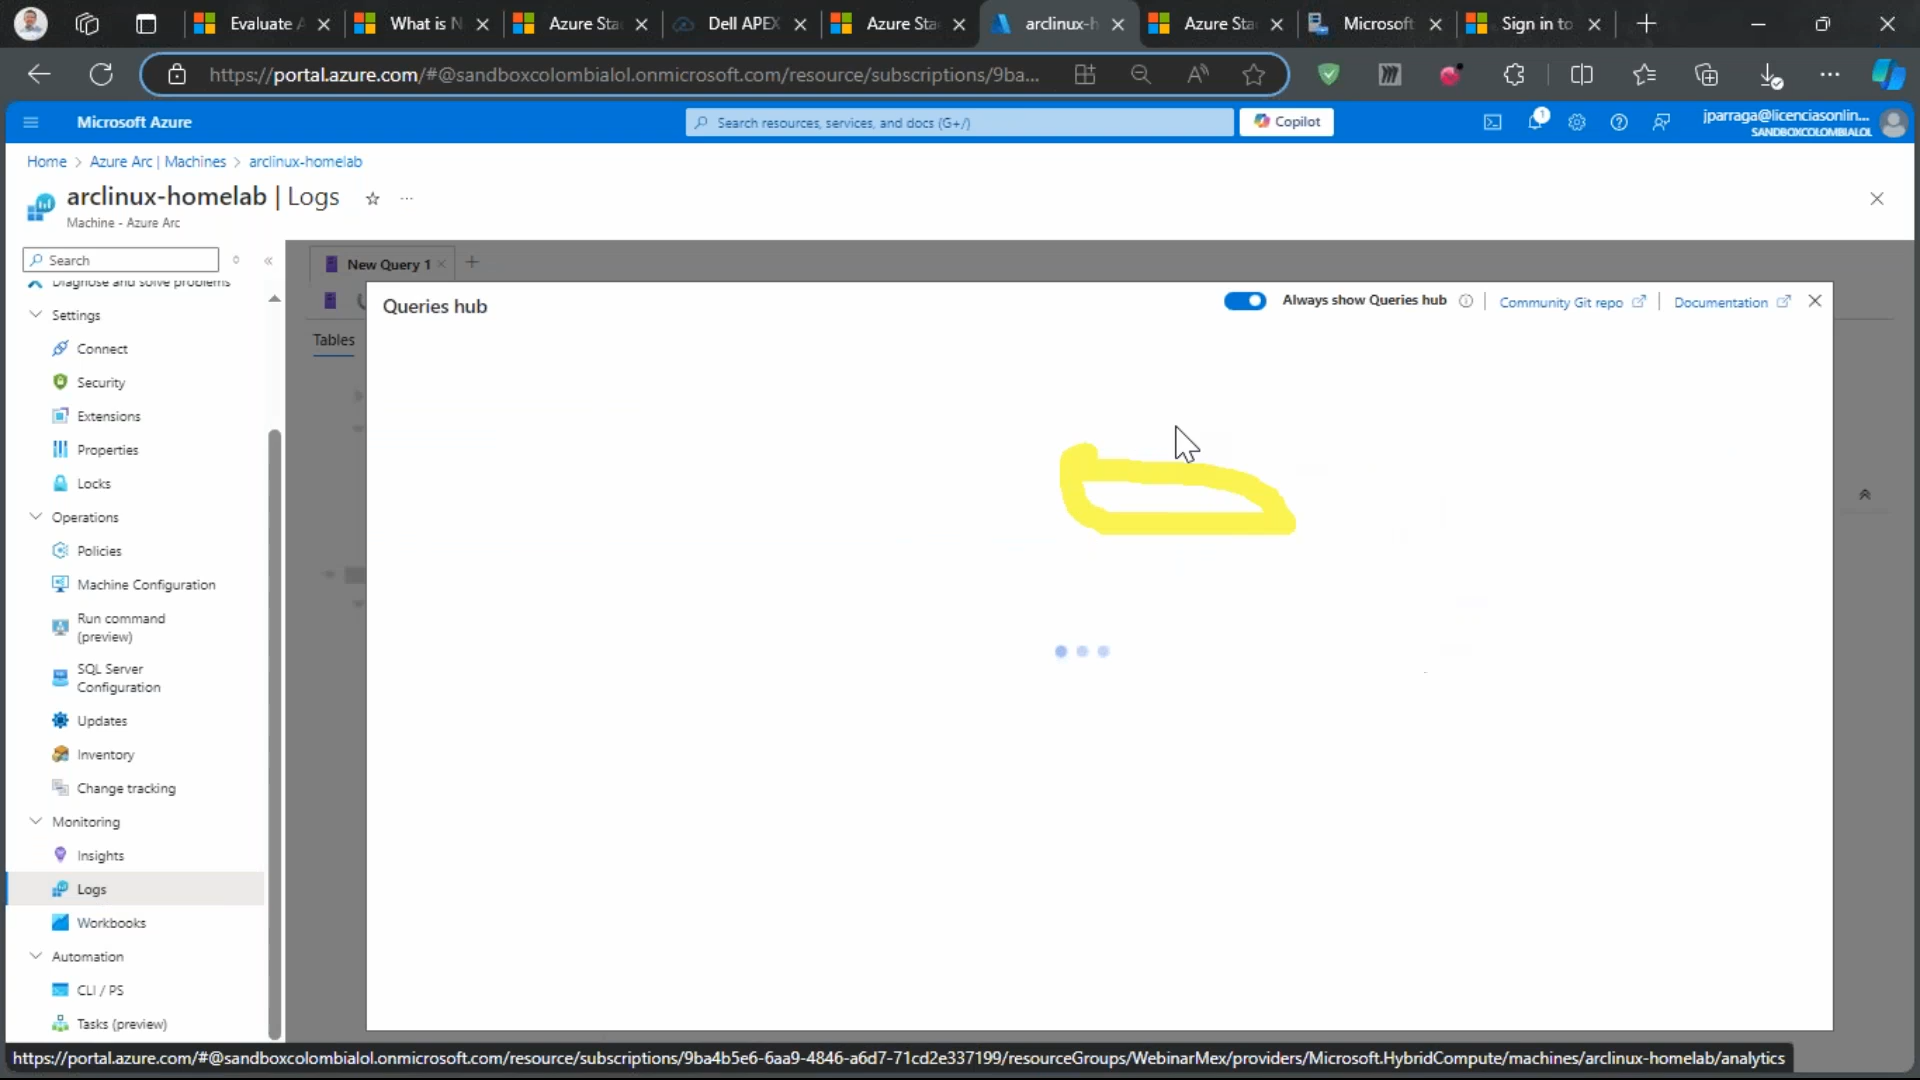 Evaluate A
What is N
Azure Sta
Dell APEX
Azure Sta
arclinux-h
Azure Sta
Microsoft
Sign in to
https://portal.azure.com/#@sandboxcolombialol.onmicrosoft.com/resource/subscriptions/9ba...
Microsoft Azure
Search resources, services, and docs (G+/)
Copilot
1
jparraga@licenciasonlin...
SANDBOXCOLOMBIALOL
Home > Azure Arc | Machines > arclinux-homelab
arclinux-homelab | Logs
Machine - Azure Arc
Search
Diagnose and solve problems
Settings
Connect
Security
Extensions
Properties
Locks
Operations
Policies
Machine Configuration
Run command
(preview)
SQL Server
Configuration
Updates
Inventory
Change tracking
Monitoring
Insights
Logs
Workbooks
Automation
CLI / PS
Tasks (preview)
New Query 1
Tables
Queries hub
Always show Queries hub
Community Git repo
Documentation
https://portal.azure.com/#@sandboxcolombialol.onmicrosoft.com/resource/subscriptions/9ba4b5e6-6aa9-4846-a6d7-71cd2e337199/resourceGroups/WebinarMex/providers/Microsoft.HybridCompute/machines/arclinux-homelab/analytics